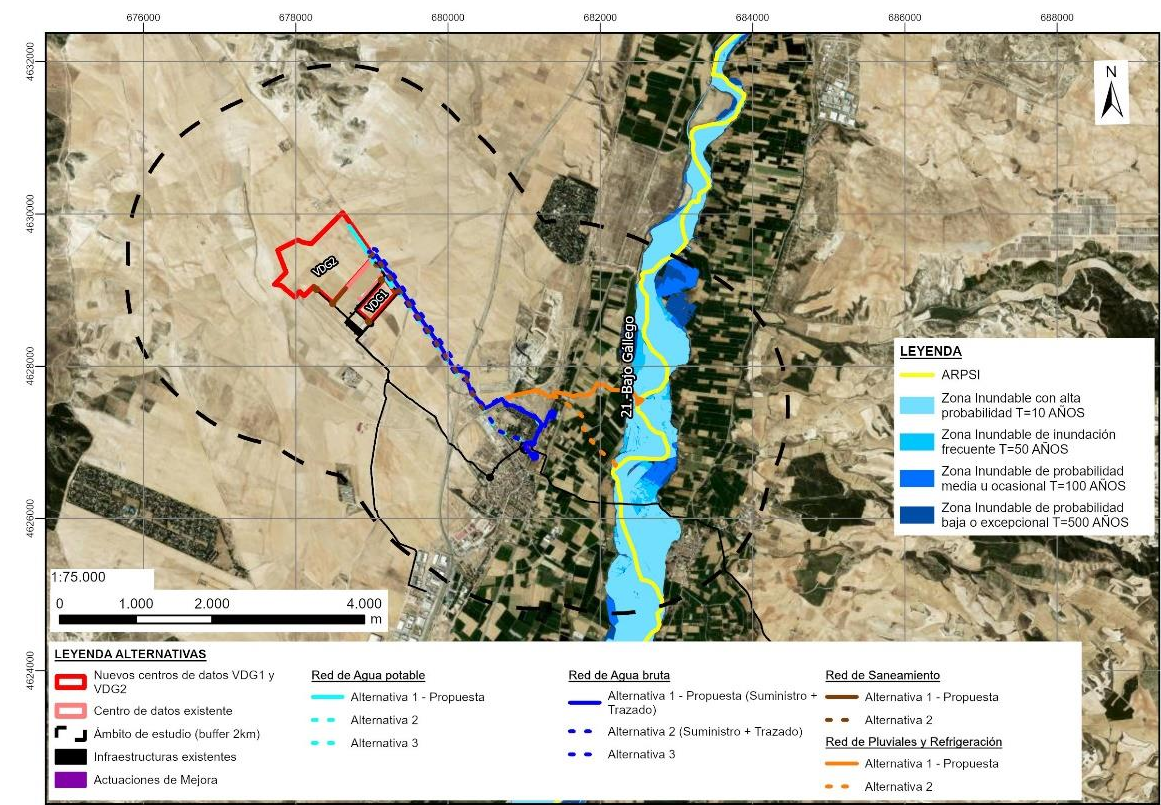 676000 678000 680000 682000 684000 686000 688000
4632000
N
4630000
VDG2
VDG1
4628000
21.-Bajo Gállego
4626000
4624000
LEYENDA
ARPSI
Zona Inundable con alta
probabilidad T=10 AÑOS
Zona Inundable de inundación
frecuente T=50 AÑOS
Zona Inundable de probabilidad
media u ocasional T=100 AÑOS
Zona Inundable de probabilidad
baja o excepcional T=500 AÑOS
1:75.000
0 1.000 2.000 4.000
m
LEYENDA ALTERNATIVAS
Nuevos centros de datos VDG1 y
VDG2
Centro de datos existente
Ámbito de estudio (buffer 2km)
Infraestructuras existentes
Actuaciones de Mejora
Red de Agua potable
Alternativa 1 - Propuesta
Alternativa 2
Alternativa 3
Red de Agua bruta
Alternativa 1 - Propuesta (Suministro +
Trazado)
Alternativa 2 (Suministro + Trazado)
Alternativa 3
Red de Saneamiento
Alternativa 1 - Propuesta
Alternativa 2
Red de Pluviales y Refrigeración
Alternativa 1 - Propuesta
Alternativa 2